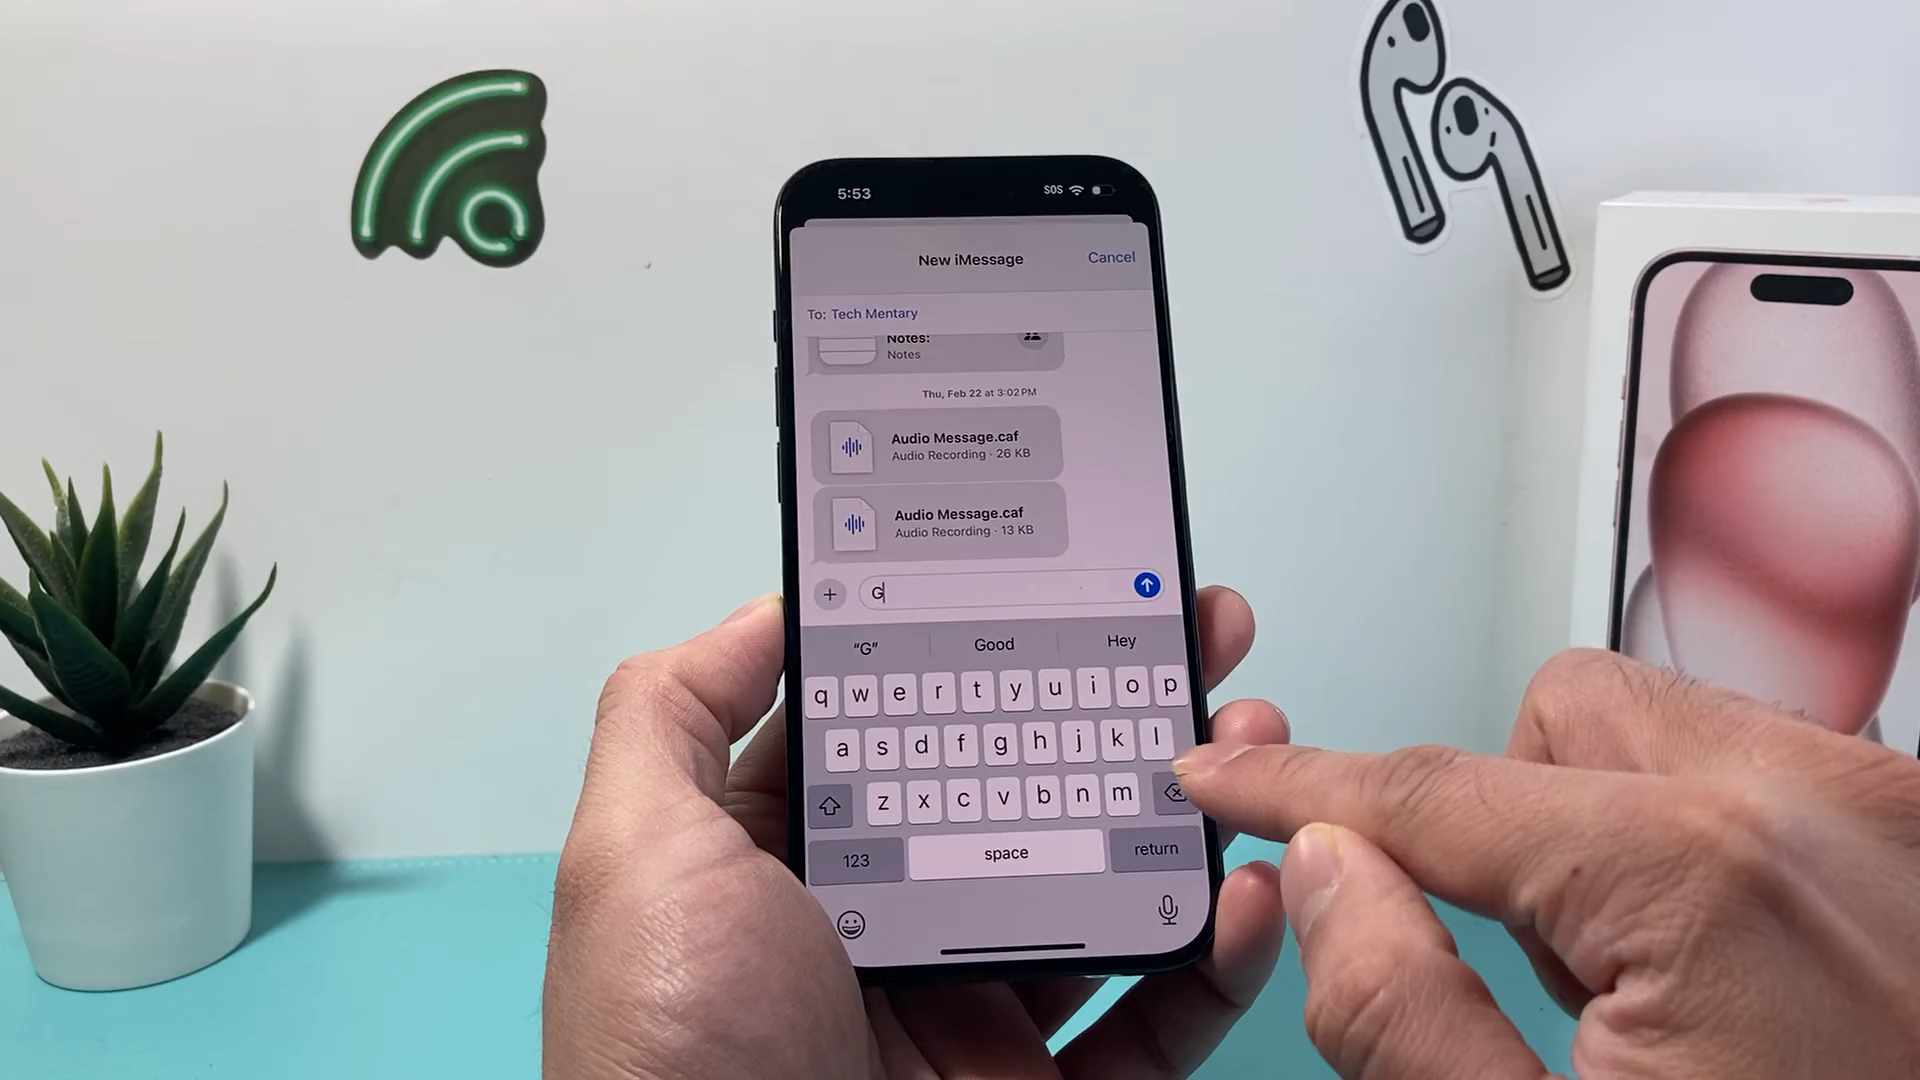 5:53
SOS
New iMessage
Cancel
To: Tech Mentary
Notes:
Notes
Thu, Feb 22 at 3:02 PM
Audio Message.caf
Audio Recording · 26 KB
Audio Message.caf
Audio Recording · 13 KB
+ G
"G" Good Hey
q w e r t y u i o p
a s d f g h j k l
z x c v b n m
123 space return